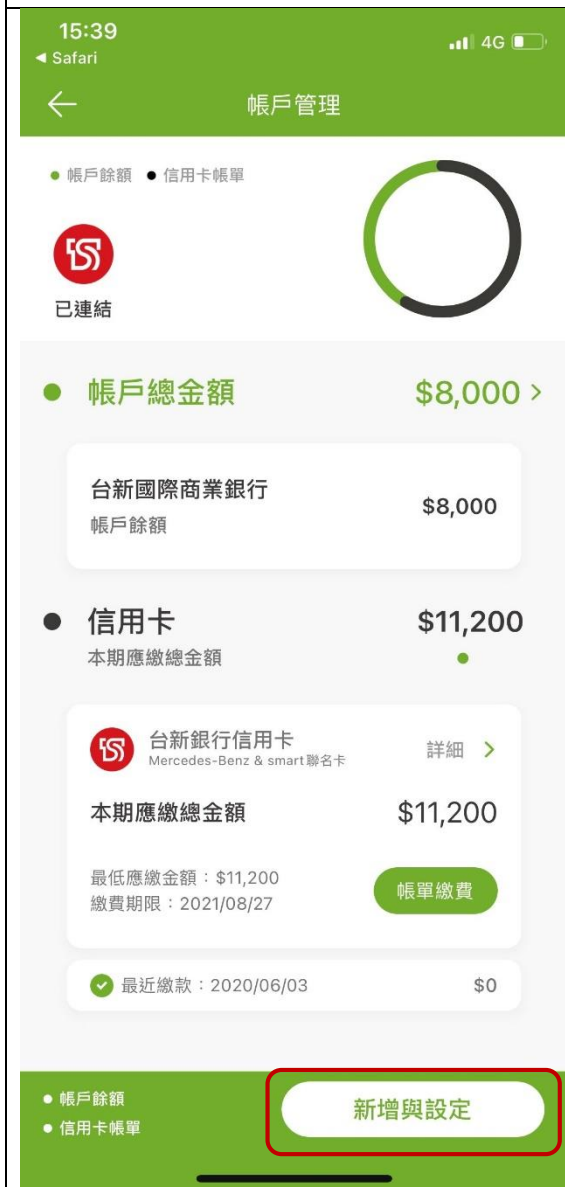 15:39
4G
◀ Safari
帳戶管理
帳戶餘額 信用卡帳單
已連結
帳戶總金額 $8,000 >
台新國際商業銀行
帳戶餘額
$8,000
信用卡 $11,200
本期應繳總金額
台新銀行信用卡
Mercedes-Benz & smart聯名卡
詳細 >
本期應繳總金額 $11,200
最低應繳金額：$11,200
繳費期限：2021/08/27
帳單繳費
最近繳款：2020/06/03 $0
帳戶餘額
信用卡帳單
新增與設定